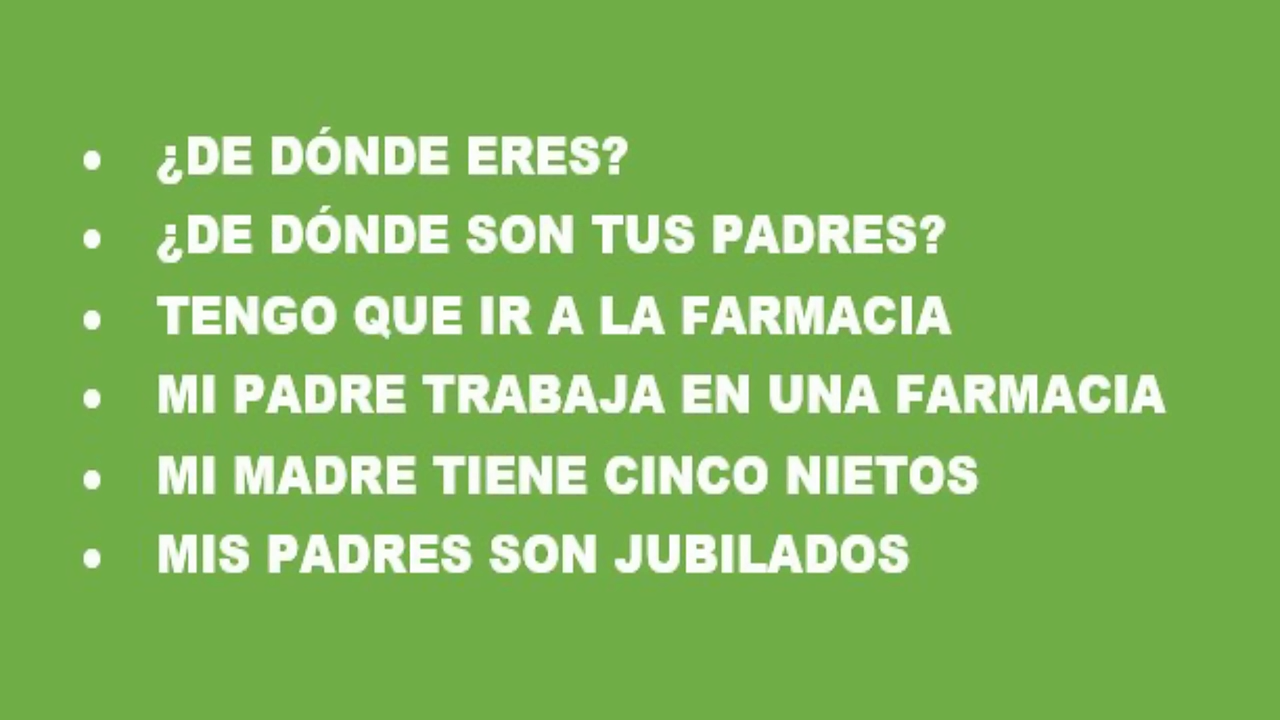 • ¿DE DÓNDE ERES?
• ¿DE DÓNDE SON TUS PADRES?
• TENGO QUE IR A LA FARMACIA
• MI PADRE TRABAJA EN UNA FARMACIA
• MI MADRE TIENE CINCO NIETOS
• MIS PADRES SON JUBILADOS